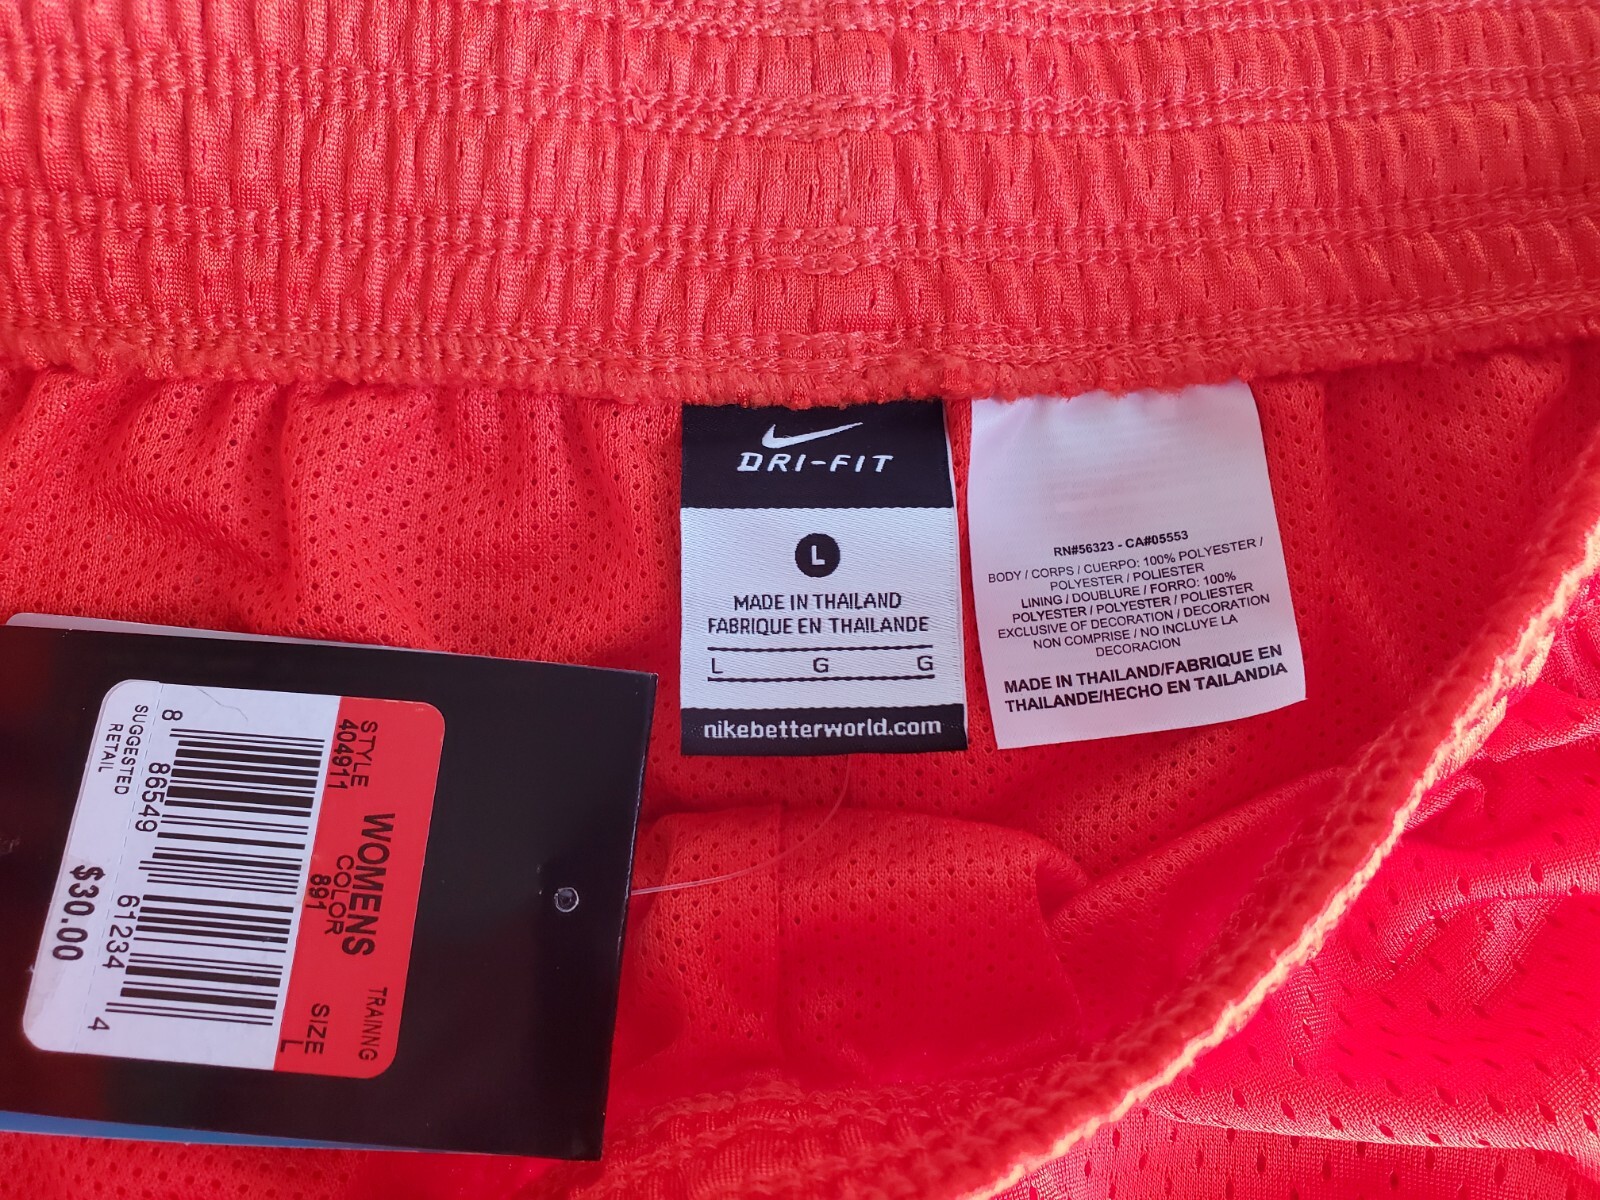 DRI-FIT
L
MADE IN THAILAND
FABRIQUE EN THAILANDE
L G G
nikebetterworld.com
RN#56323 - CA#05553
BODY / CORPS / CUERPO: 100% POLYESTER /
POLYESTER / POLIESTER
LINING / DOUBLURE / FORRO: 100%
POLYESTER / POLYESTER / POLIESTER
EXCLUSIVE OF DECORATION / DECORATION
NON COMPRISE / NO INCLUYE LA
DECORACION
MADE IN THAILAND/FABRIQUE EN
THAILANDE/HECHO EN TAILANDIA
WOMENS TRAINING
STYLE COLOR SIZE
404911 891 L
8 86549 61234 4
SUGGESTED
RETAIL
$30.00